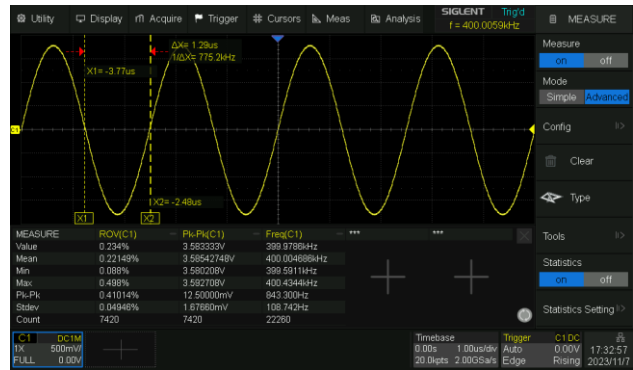 Utility Display Acquire Trigger Cursors Meas Analysis SIGLENT Trig'd MEASURE
f = 400.0059kHz
Measure
on off
Mode
Simple Advanced
Config
Clear
Type
Tools
Statistics
on off
Statistics Setting
ΔX= 1.29us
1/ΔX= 775.2kHz
X1= -3.77us
C1
X2= -2.48us
X1 X2
MEASURE ROV(C1) Pk-Pk(C1) Freq(C1) *** ***
Value 0.234% 3.583333V 399.9786kHz
Mean 0.22149% 3.58542748V 400.004686kHz
Min 0.088% 3.580208V 399.5911kHz
Max 0.498% 3.592708V 400.4344kHz
Pk-Pk 0.41014% 12.50000mV 843.300Hz
Stdev 0.04946% 1.67660mV 108.742Hz
Count 7420 7420 22260
C1 DC1M
1X 500mV/
FULL 0.00V
Timebase
0.00s 1.00us/div
20.0kpts 2.00GSa/s
Trigger C1 DC
Auto 0.00V
Edge Rising
17:32:57
2023/11/7